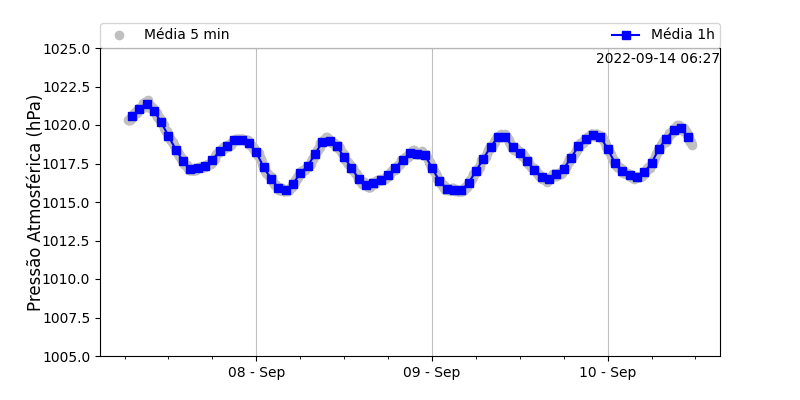 Média 5 min
Média 1h
2022-09-14 06:27
Pressão Atmosférica (hPa)
1025.0
1022.5
1020.0
1017.5
1015.0
1012.5
1010.0
1007.5
1005.0
08 - Sep
09 - Sep
10 - Sep